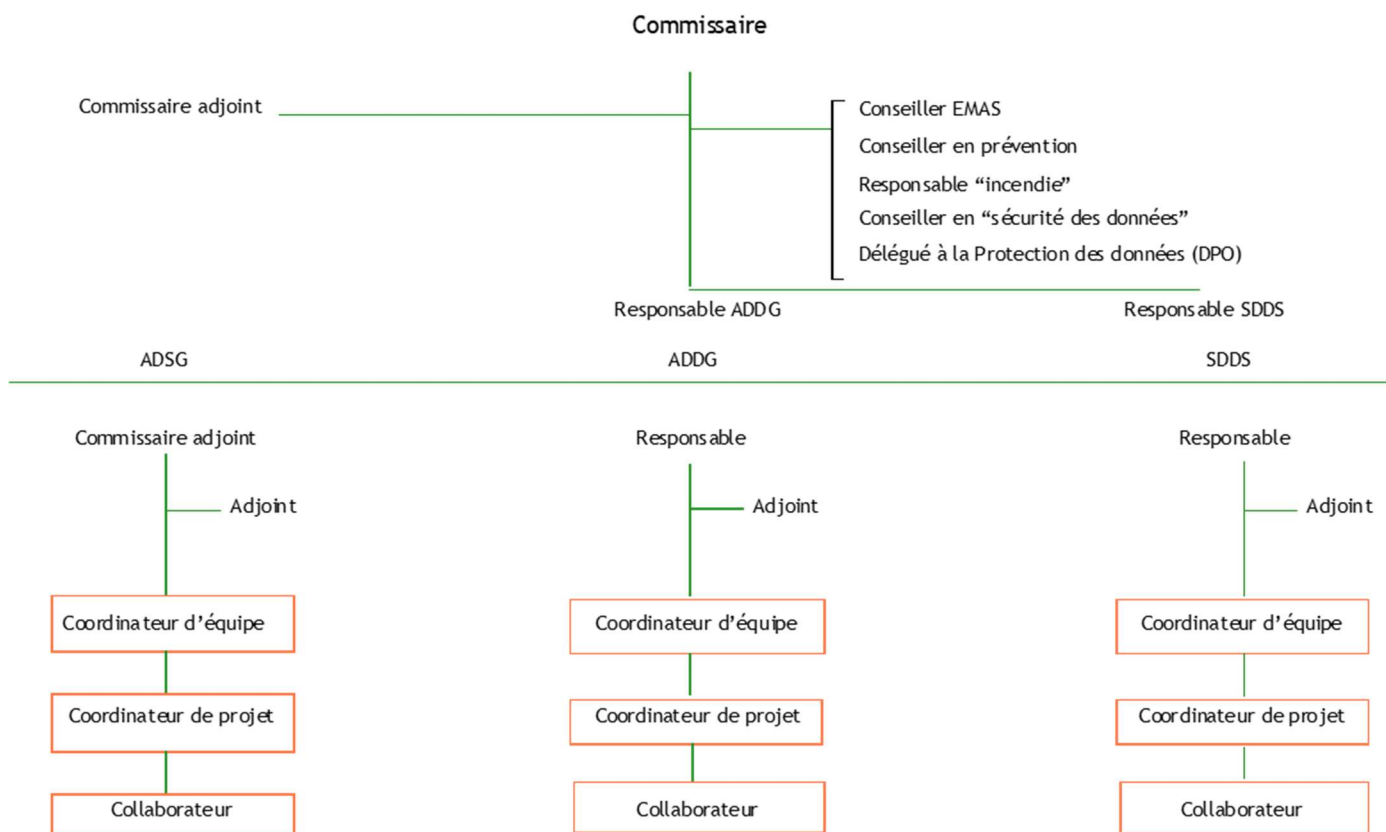 Commissaire
Commissaire adjoint
Conseiller EMAS
Conseiller en prévention
Responsable “incendie”
Conseiller en “sécurité des données”
Délégué à la Protection des données (DPO)
Responsable ADDG
Responsable SDDS
ADSG
ADDG
SDDS
Commissaire adjoint
Responsable
Responsable
Adjoint
Adjoint
Adjoint
Coordinateur d’équipe
Coordinateur d’équipe
Coordinateur d’équipe
Coordinateur de projet
Coordinateur de projet
Coordinateur de projet
Collaborateur
Collaborateur
Collaborateur